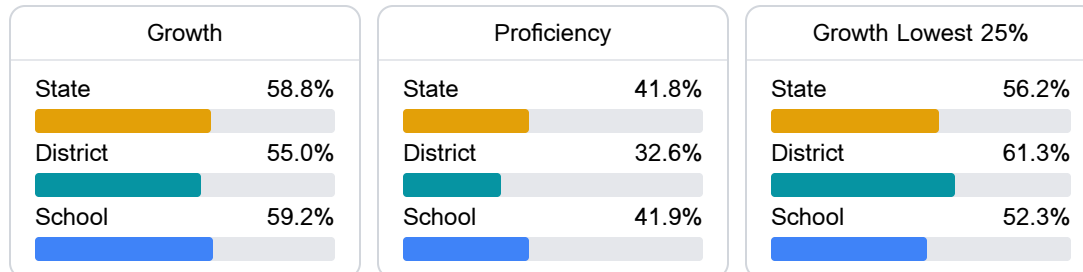 Growth
State 58.8%
District 55.0%
School 59.2%
Proficiency
State 41.8%
District 32.6%
School 41.9%
Growth Lowest 25%
State 56.2%
District 61.3%
School 52.3%